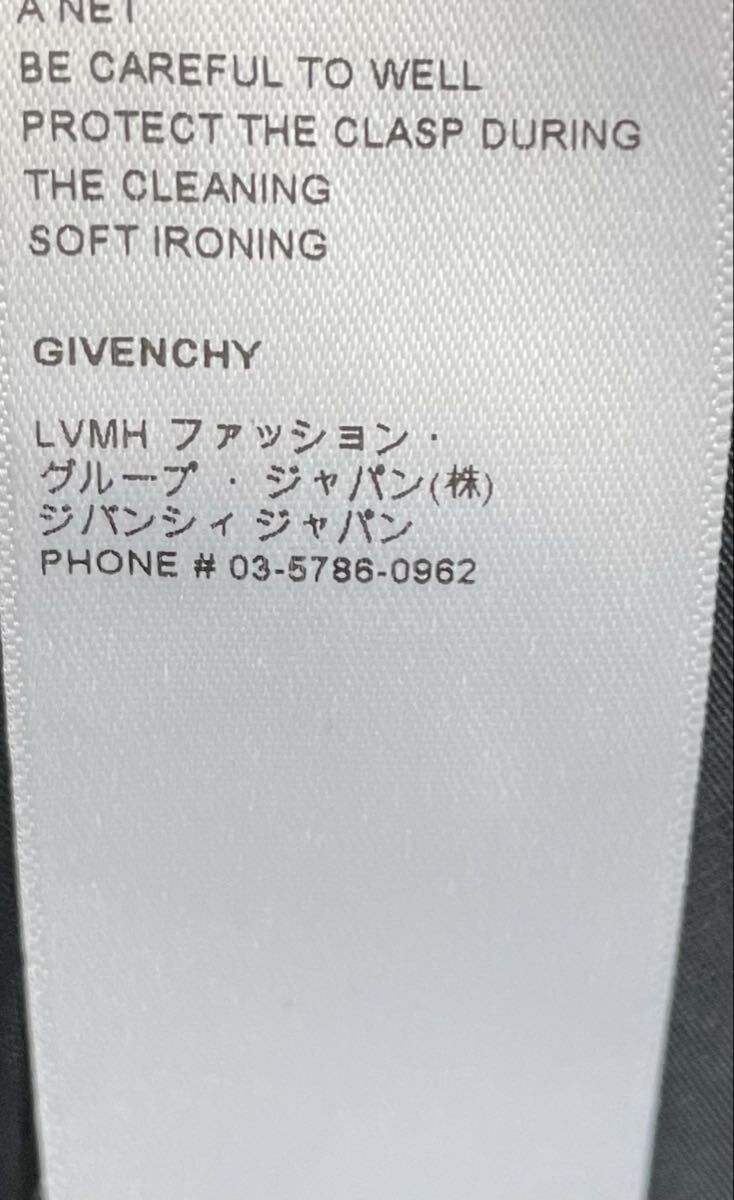 A NET
BE CAREFUL TO WELL
PROTECT THE CLASP DURING
THE CLEANING
SOFT IRONING
GIVENCHY
LVMH ファッション・
グループ・ジャパン(株)
ジバンシィ ジャパン
PHONE # 03-5786-0962